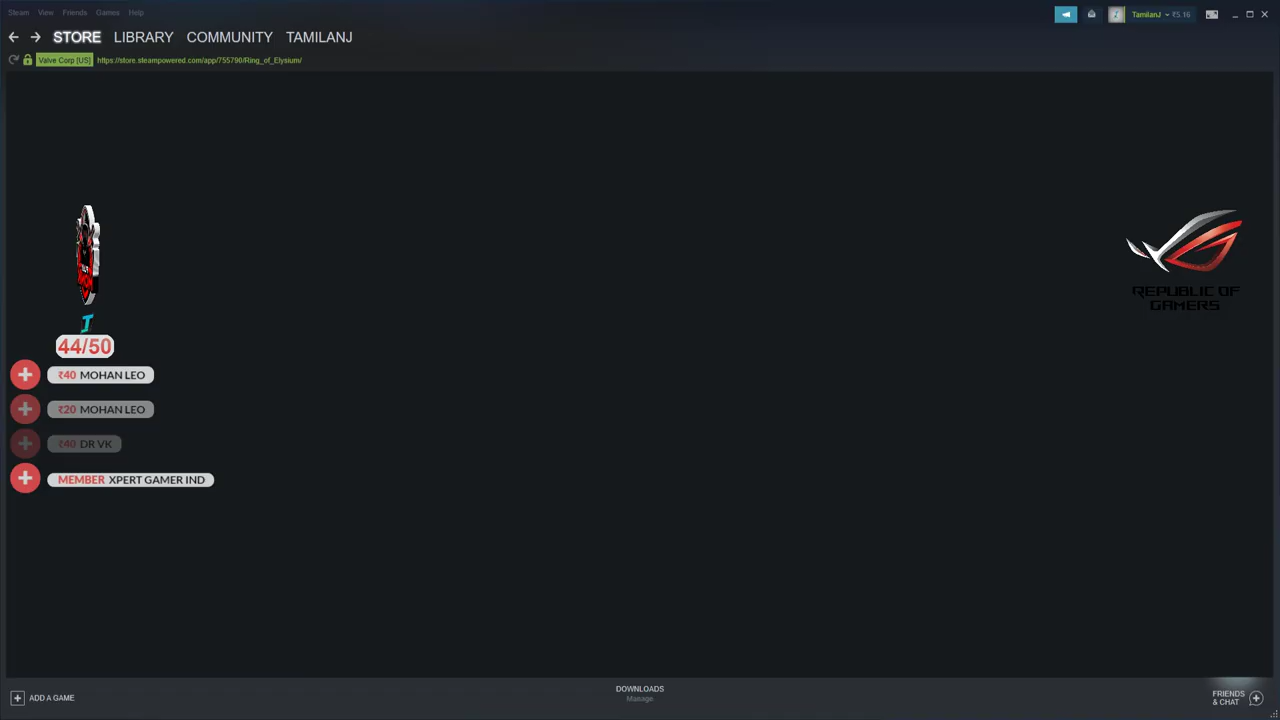 Steam View Friends Games Help
TamilanJ ₹5.16
STORE LIBRARY COMMUNITY TAMILANJ
Valve Corp [US] https://store.steampowered.com/app/755790/Ring_of_Elysium/
REPUBLIC OF
GAMERS
J
44/50
₹40 MOHAN LEO
₹20 MOHAN LEO
₹40 DR VK
MEMBER XPERT GAMER IND
ADD A GAME
DOWNLOADS
Manage
FRIENDS
& CHAT